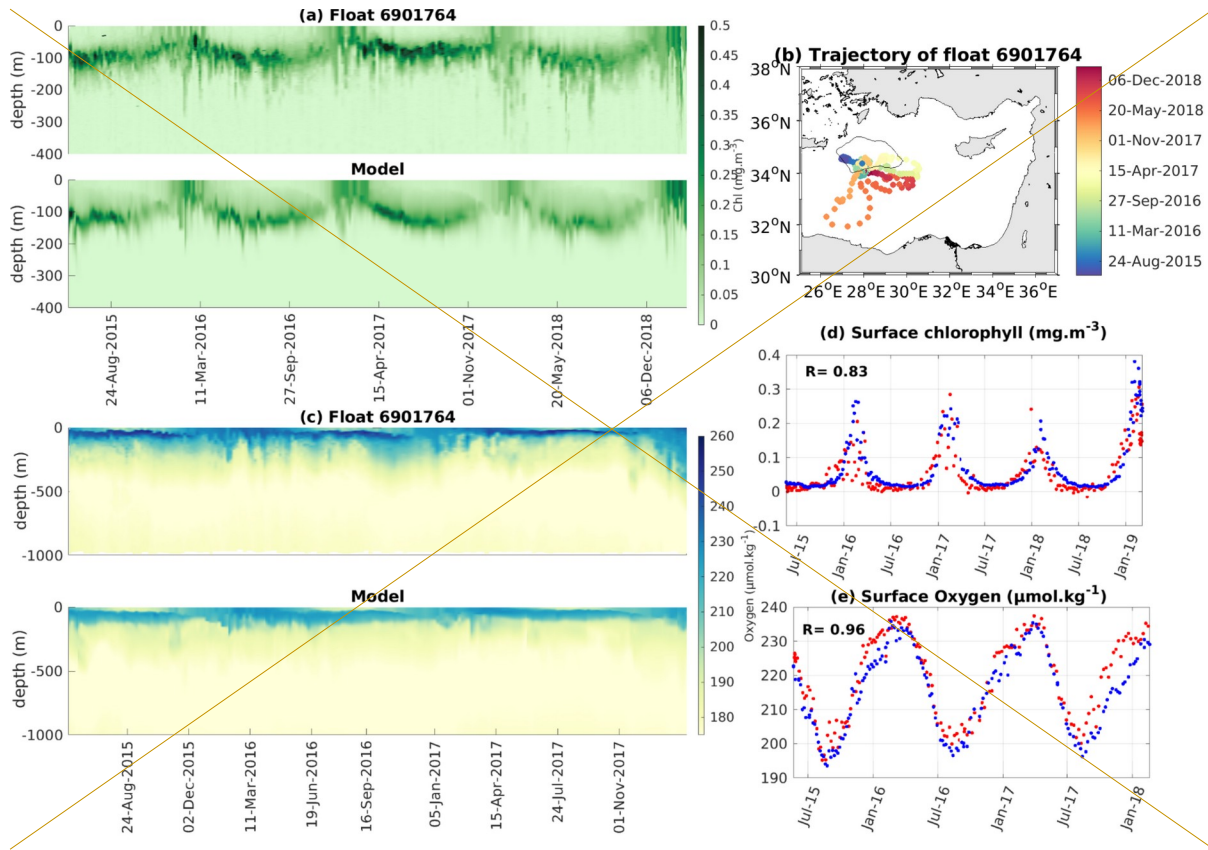 (a) Float 6901764
depth (m)
0
-100
-200
-300
-400
Model
depth (m)
0
-100
-200
-300
-400
24-Aug-2015
11-Mar-2016
27-Sep-2016
15-Apr-2017
01-Nov-2017
20-May-2018
06-Dec-2018
0.5
0.45
0.4
0.35
0.3
0.25
0.2
0.15
0.1
0.05
0
Chl (mg.m-3)
(b) Trajectory of float 6901764
38°N
36°N
34°N
32°N
30°N
26°E 28°E 30°E 32°E 34°E 36°E
06-Dec-2018
20-May-2018
01-Nov-2017
15-Apr-2017
27-Sep-2016
11-Mar-2016
24-Aug-2015
(c) Float 6901764
depth (m)
0
-500
-1000
Model
depth (m)
0
-500
-1000
24-Aug-2015
02-Dec-2015
11-Mar-2016
19-Jun-2016
16-Sep-2016
05-Jan-2017
15-Apr-2017
24-Jul-2017
01-Nov-2017
260
250
240
230
220
210
200
190
180
Oxygen (µmol.kg-1)
(d) Surface chlorophyll (mg.m-3)
R= 0.83
0.4
0.3
0.2
0.1
0
-0.1
Jul-15
Jan-16
Jul-16
Jan-17
Jul-17
Jan-18
Jul-18
Jan-19
(e) Surface Oxygen (µmol.kg-1)
R= 0.96
240
230
220
210
200
190
Jul-15
Jan-16
Jul-16
Jan-17
Jul-17
Jan-18